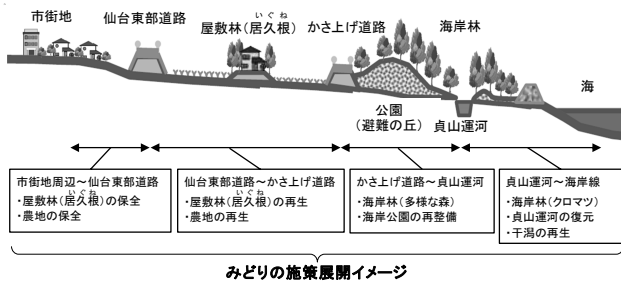 市街地
仙台東部道路
屋敷林(居久根)
いぐね
かさ上げ道路
海岸林
海
公園
(避難の丘)
貞山運河
市街地周辺～仙台東部道路
・屋敷林(居久根)の保全
いぐね
・農地の保全
仙台東部道路～かさ上げ道路
・屋敷林(居久根)の再生
いぐね
・農地の再生
かさ上げ道路～貞山運河
・海岸林(多様な森)
・海岸公園の再整備
貞山運河～海岸線
・海岸林(クロマツ)
・貞山運河の復元
・干潟の再生
みどりの施策展開イメージ